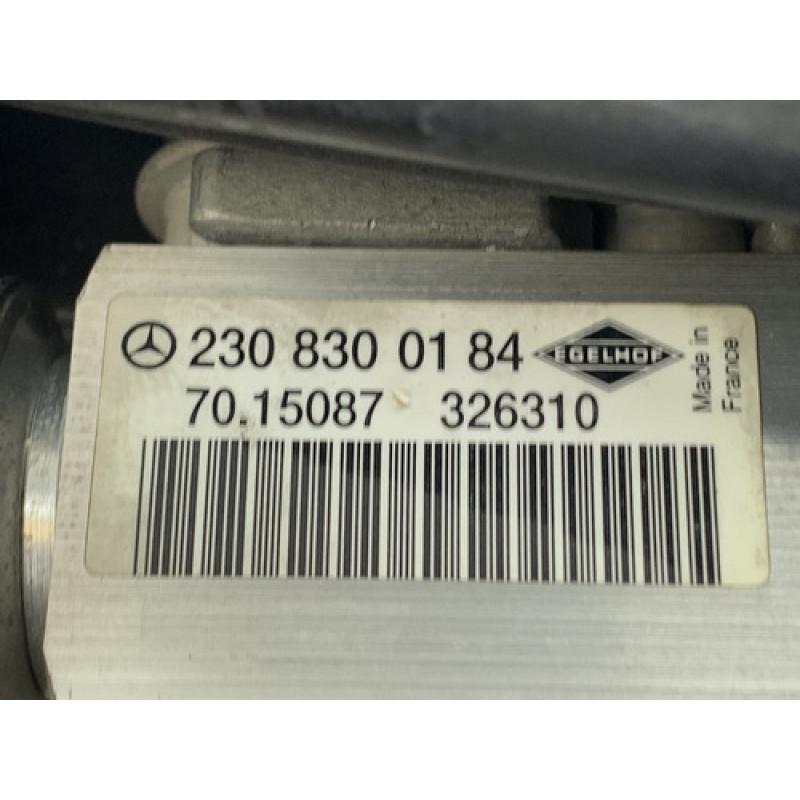 230 830 01 84 EGELHOF
70.15087 326310
Made in
France